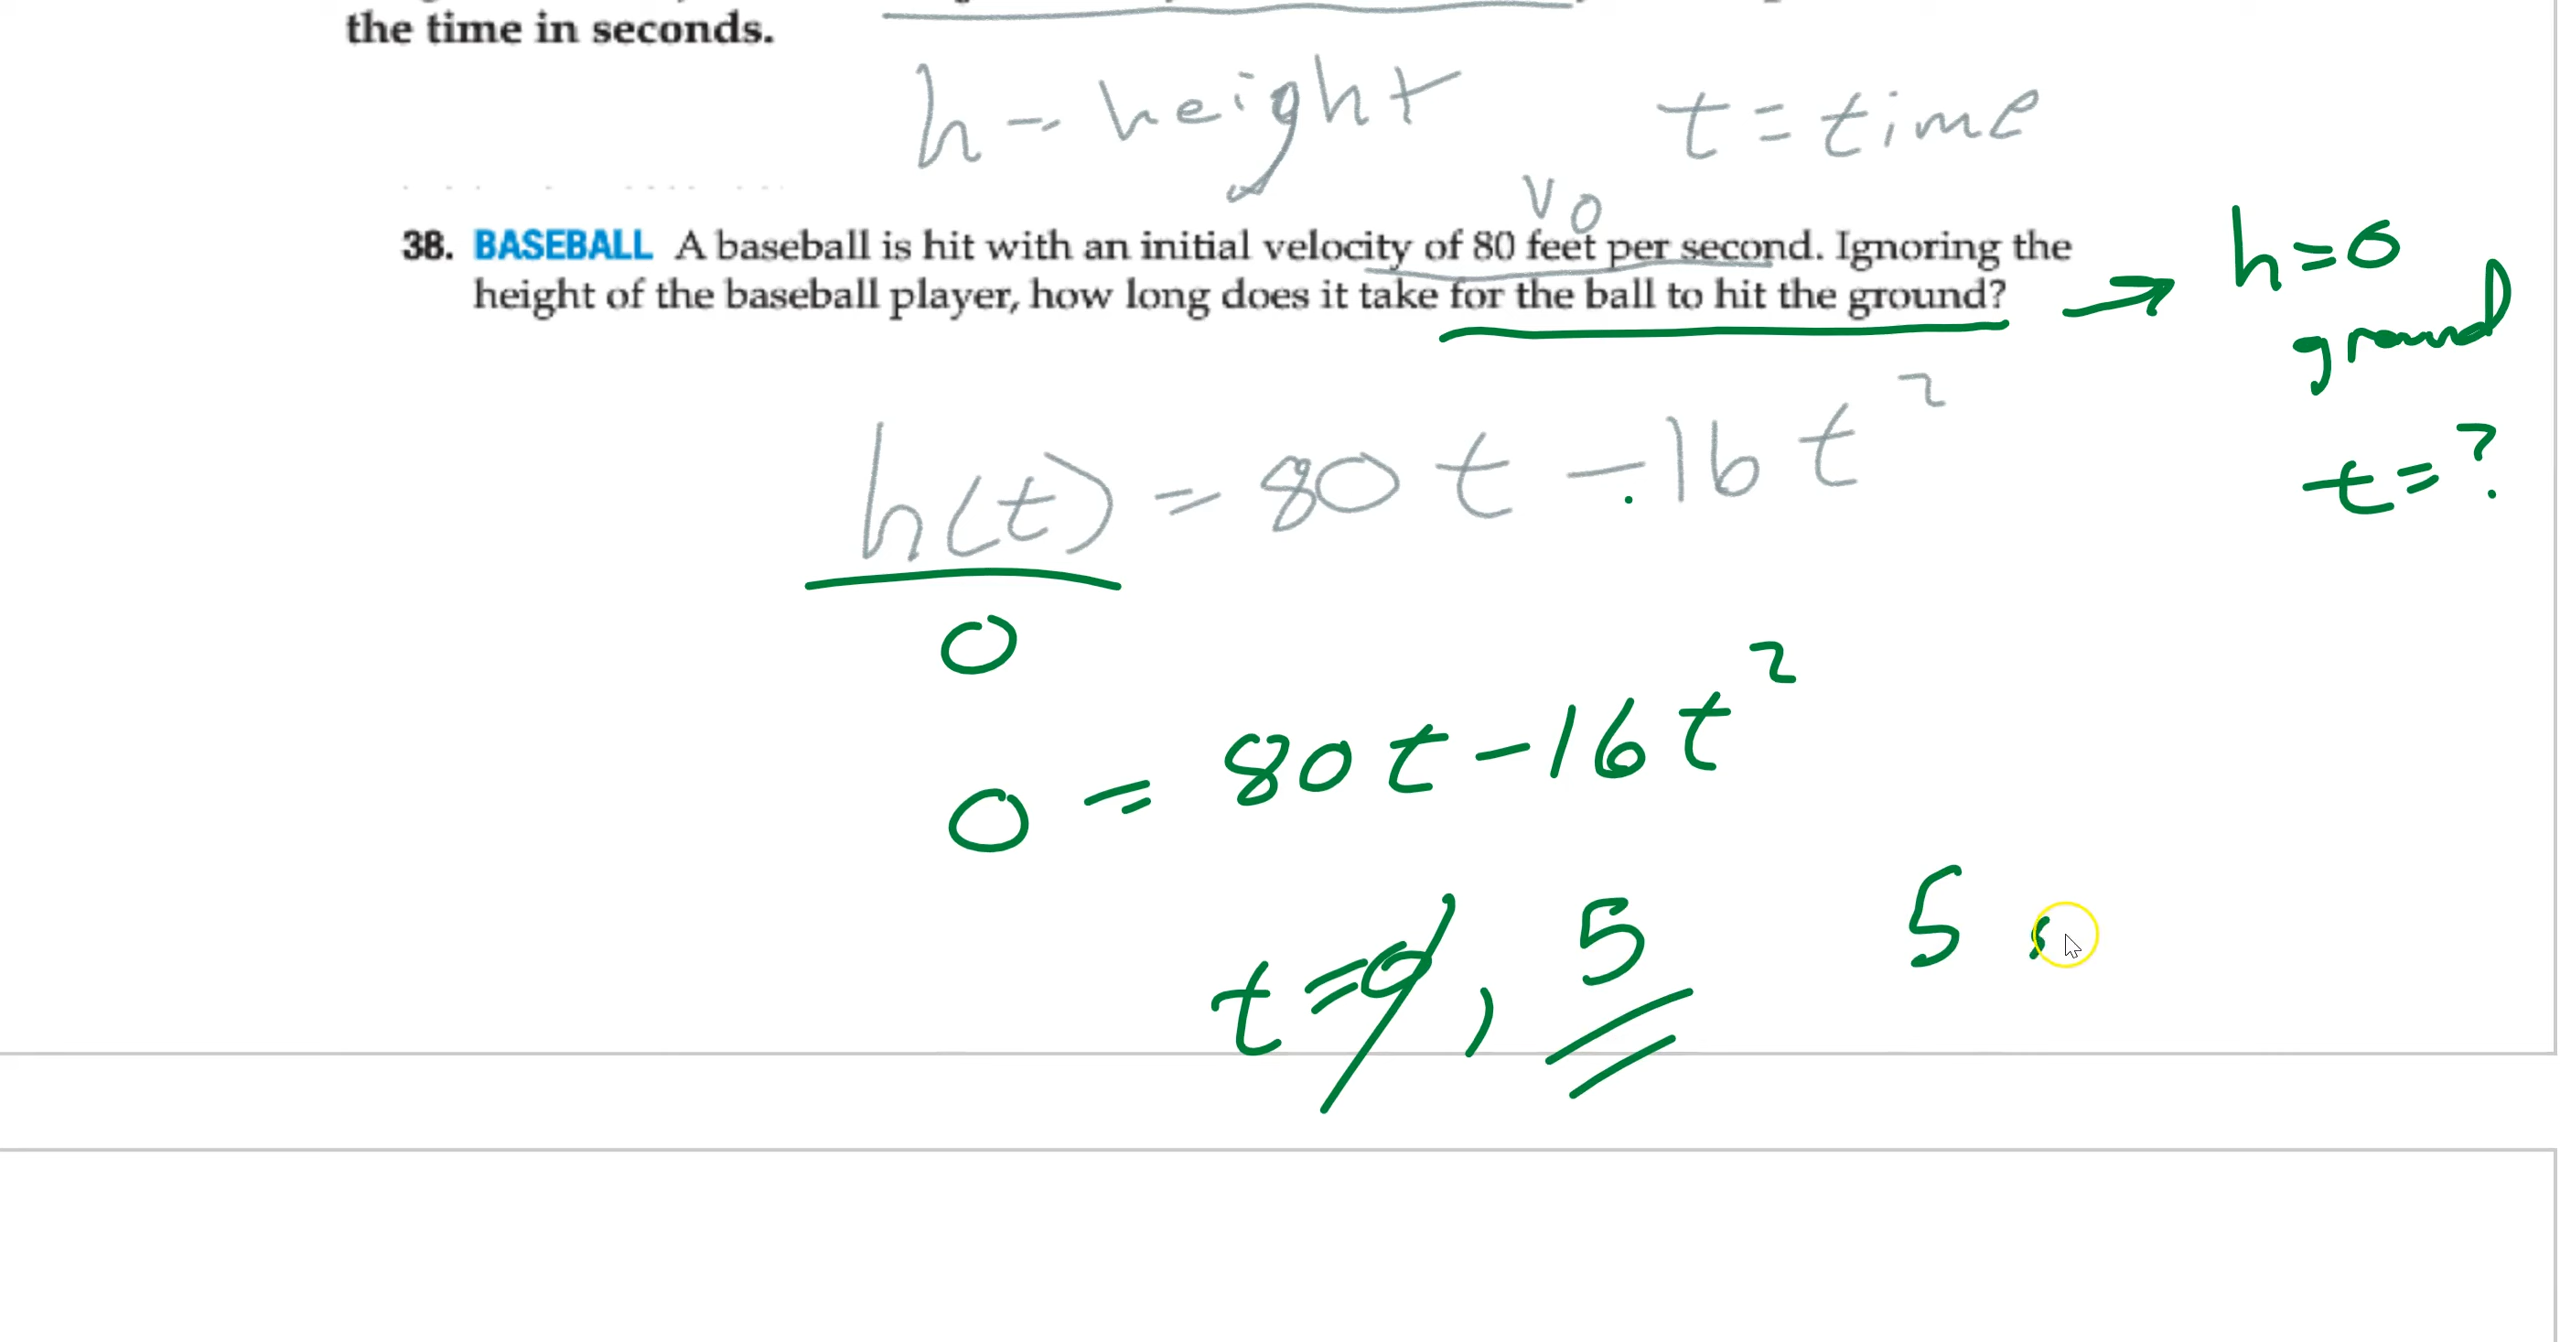 the time in seconds.
h = height t = time
v0
38. BASEBALL A baseball is hit with an initial velocity of 80 feet per second. Ignoring the
height of the baseball player, how long does it take for the ball to hit the ground?
h = 0
ground
t = ?
h(t) = 80t - 16t²
0
0 = 80t - 16t²
t = 0, 5
5